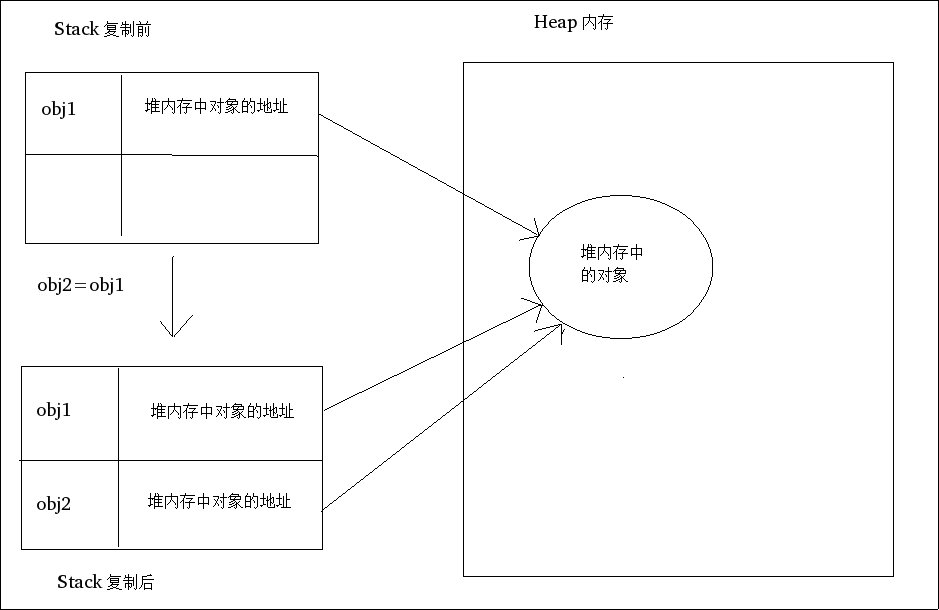 Stack 复制前
Heap 内存
obj1
堆内存中对象的地址
堆内存中
的对象
obj2=obj1
obj1
堆内存中对象的地址
obj2
堆内存中对象的地址
Stack 复制后